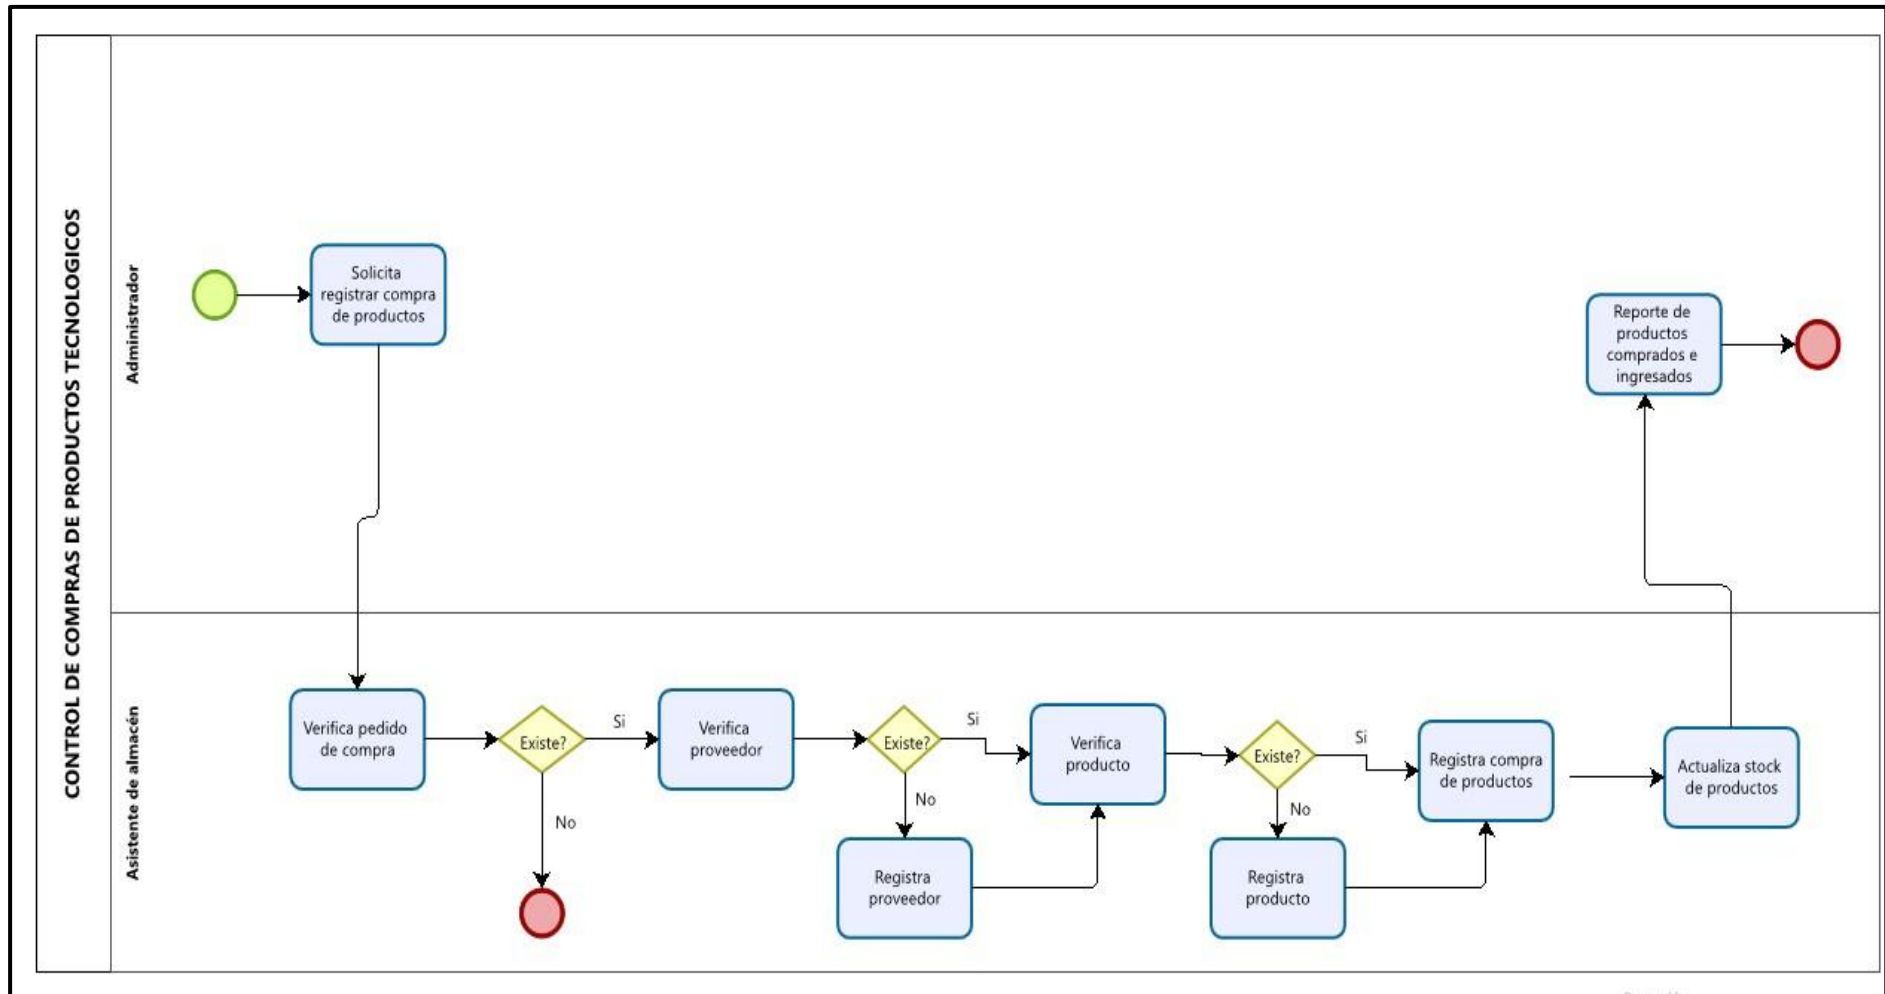 CONTROL DE COMPRAS DE PRODUCTOS TECNOLOGICOS
Administrador
Solicita
registrar compra
de productos
Reporte de
productos
comprados e
ingresados
Asistente de almacén
Verifica pedido
de compra
Existe?
Si
No
Verifica
proveedor
Existe?
Si
No
Registra
proveedor
Verifica
producto
Existe?
Si
No
Registra
producto
Registra compra
de productos
Actualiza stock
de productos